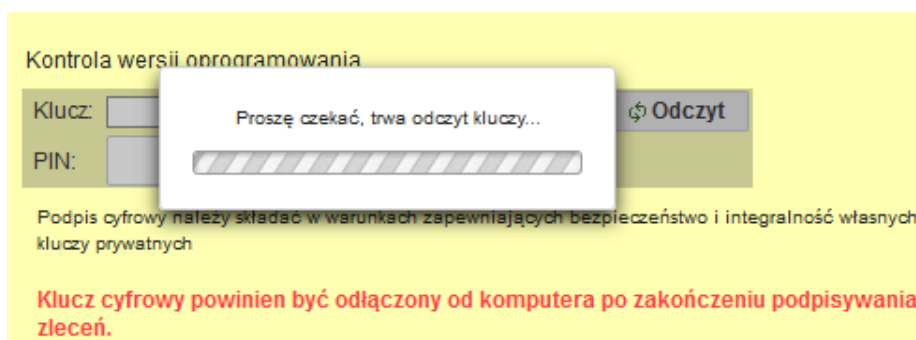 Kontrola wersji oprogramowania
Proszę czekać, trwa odczyt kluczy...
Klucz:
Odczyt
PIN:
Podpis cyfrowy należy składać w warunkach zapewniających bezpieczeństwo i integralność własnych
kluczy prywatnych
Klucz cyfrowy powinien być odłączony od komputera po zakończeniu podpisywania
zleceń.